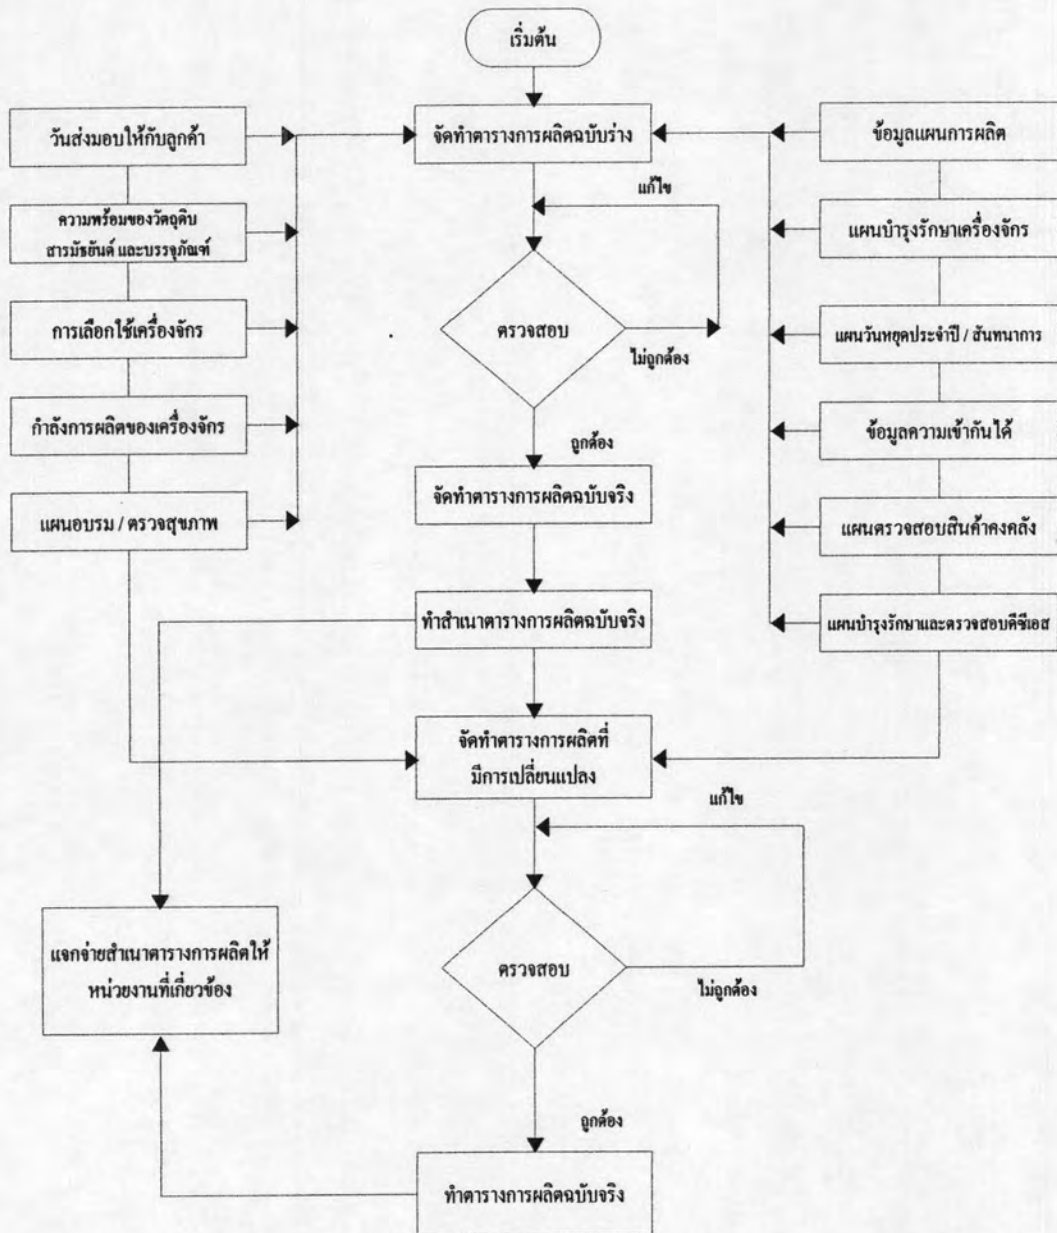 เริ่มต้น
วันส่งมอบให้กับลูกค้า
จัดทำตารางการผลิตฉบับร่าง
ข้อมูลแผนการผลิต
แก้ไข
ความพร้อมของวัตถุดิบ
สารมัธยันต์ และบรรจุภัณฑ์
แผนบำรุงรักษาเครื่องจักร
การเลือกใช้เครื่องจักร
ตรวจสอบ
แผนวันหยุดประจำปี / สันทนาการ
ไม่ถูกต้อง
กำลังการผลิตของเครื่องจักร
ข้อมูลความเข้ากันได้
ถูกต้อง
จัดทำตารางการผลิตฉบับจริง
แผนอบรม / ตรวจสุขภาพ
แผนตรวจสอบสินค้าคงคลัง
ทำสำเนาตารางการผลิตฉบับจริง
แผนบำรุงรักษาและตรวจสอบดีซีเอส
จัดทำตารางการผลิตที่
มีการเปลี่ยนแปลง
แก้ไข
แจกจ่ายสำเนาตารางการผลิตให้
หน่วยงานที่เกี่ยวข้อง
ตรวจสอบ
ไม่ถูกต้อง
ถูกต้อง
ทำตารางการผลิตฉบับจริง